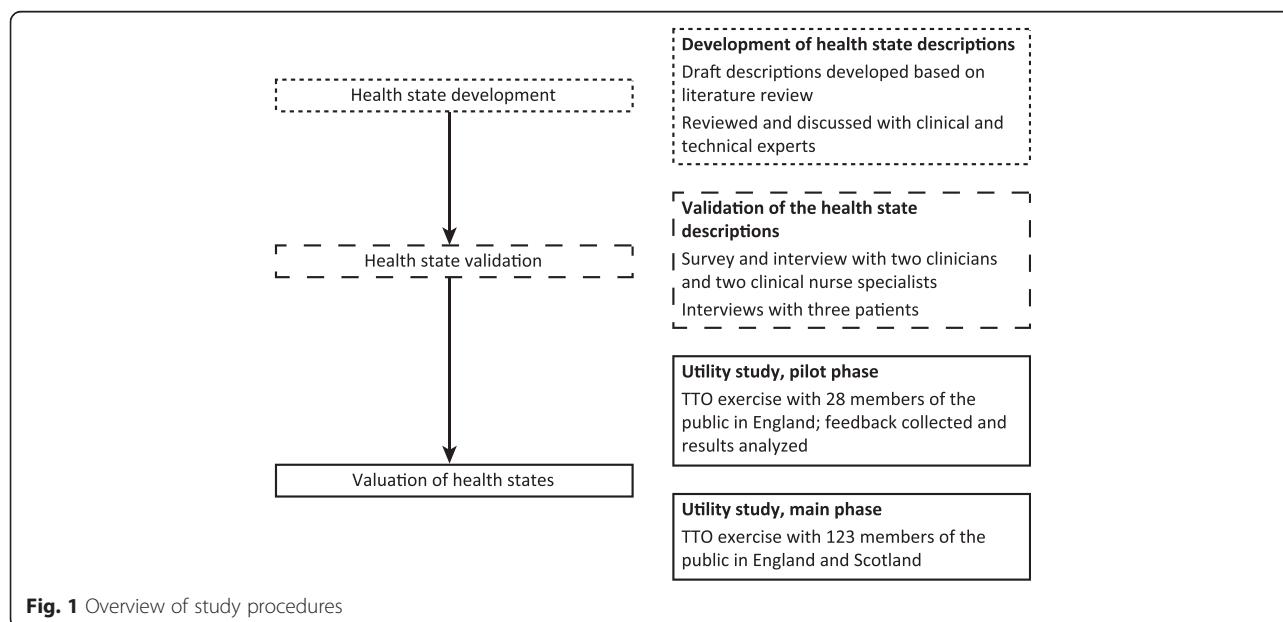 Health state development
Health state validation
Valuation of health states
Development of health state descriptions
Draft descriptions developed based on
literature review
Reviewed and discussed with clinical and
technical experts
Validation of the health state
descriptions
Survey and interview with two clinicians
and two clinical nurse specialists
Interviews with three patients
Utility study, pilot phase
TTO exercise with 28 members of the
public in England; feedback collected and
results analyzed
Utility study, main phase
TTO exercise with 123 members of the
public in England and Scotland
Fig. 1 Overview of study procedures